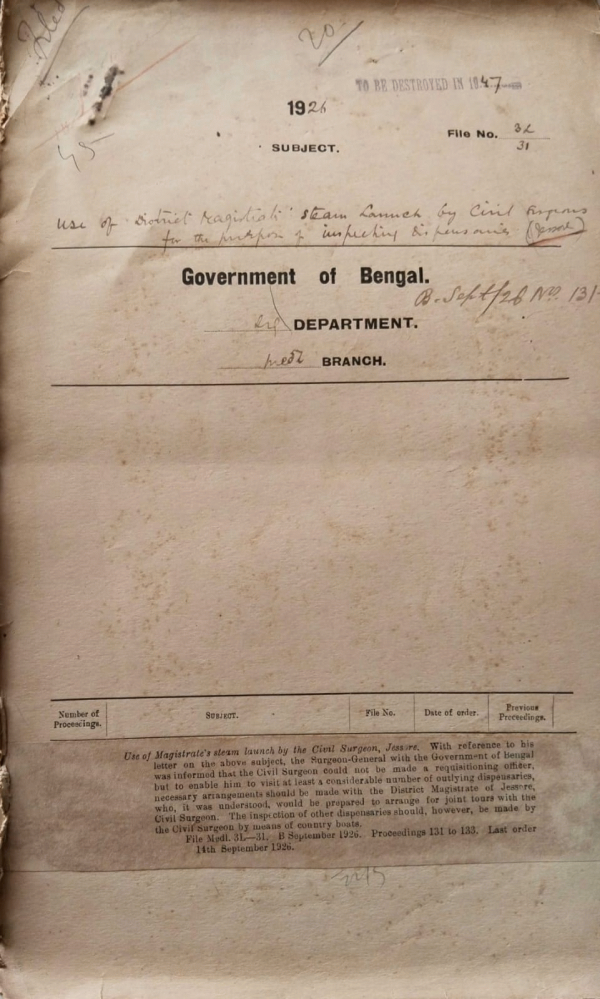 Filed
20/
TO BE DESTROYED IN 1947
1926
File No. 3L/31
SUBJECT.
45
Use of District Magistrate's steam launch by Civil Surgeons
for the purpose of inspecting dispensaries (Jessore)
Government of Bengal.
B. Sept/26 No. 131-
DEPARTMENT.
Medl BRANCH.
Number of Proceedings. SUBJECT. File No. Date of order. Previous Proceedings.
Use of Magistrate's steam launch by the Civil Surgeon, Jessore. With reference to his
letter on the above subject, the Surgeon-General with the Government of Bengal
was informed that the Civil Surgeon could not be made a requisitioning officer,
but to enable him to visit at least a considerable number of outlying dispensaries,
necessary arrangements should be made with the District Magistrate of Jessore,
who, it was understood, would be prepared to arrange for joint tours with the
Civil Surgeon. The inspection of other dispensaries should, however, be made by
the Civil Surgeon by means of country boats.
File Medl. 3L—31. B September 1926. Proceedings 131 to 133. Last order
14th September 1926.